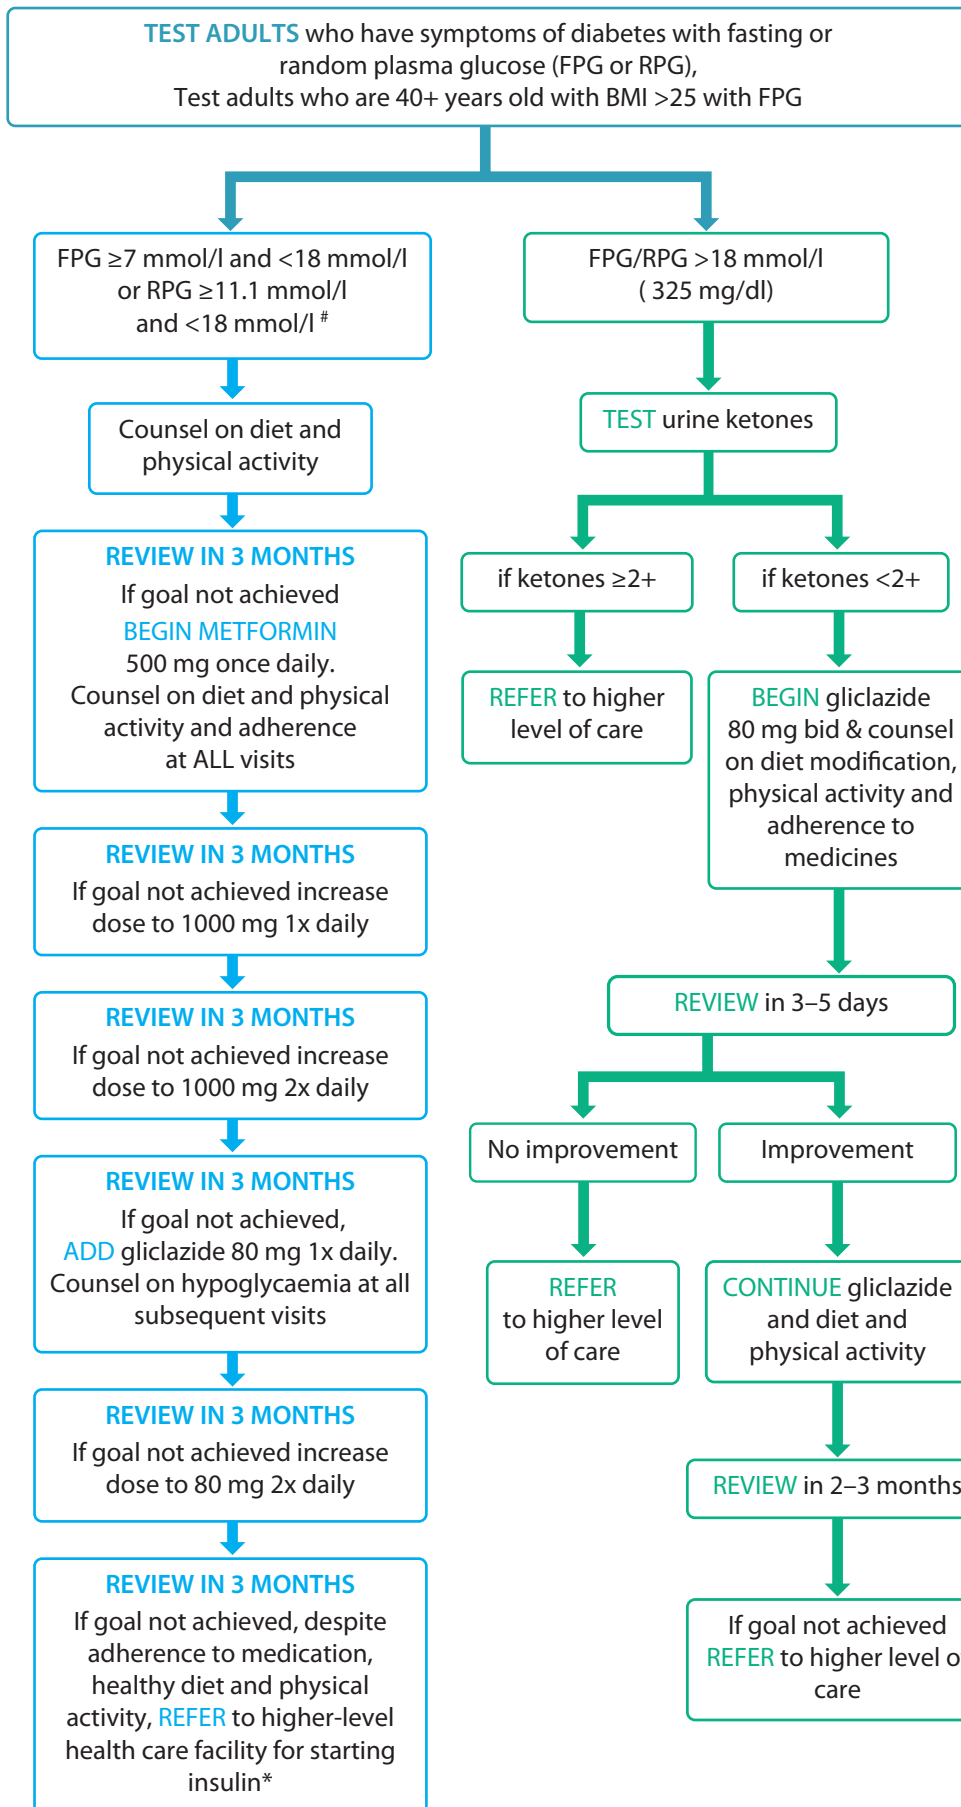 TEST ADULTS who have symptoms of diabetes with fasting or
random plasma glucose (FPG or RPG),
Test adults who are 40+ years old with BMI >25 with FPG
FPG ≥7 mmol/l and <18 mmol/l
or RPG ≥11.1 mmol/l
and <18 mmol/l #
Counsel on diet and
physical activity
REVIEW IN 3 MONTHS
If goal not achieved
BEGIN METFORMIN
500 mg once daily.
Counsel on diet and physical
activity and adherence
at ALL visits
REVIEW IN 3 MONTHS
If goal not achieved increase
dose to 1000 mg 1x daily
REVIEW IN 3 MONTHS
If goal not achieved increase
dose to 1000 mg 2x daily
REVIEW IN 3 MONTHS
If goal not achieved,
ADD gliclazide 80 mg 1x daily.
Counsel on hypoglycaemia at all
subsequent visits
REVIEW IN 3 MONTHS
If goal not achieved increase
dose to 80 mg 2x daily
REVIEW IN 3 MONTHS
If goal not achieved, despite
adherence to medication,
healthy diet and physical
activity, REFER to higher-level
health care facility for starting
insulin*
FPG/RPG >18 mmol/l
( 325 mg/dl)
TEST urine ketones
if ketones ≥2+
REFER to higher
level of care
if ketones <2+
BEGIN gliclazide
80 mg bid & counsel
on diet modification,
physical activity and
adherence to
medicines
REVIEW in 3–5 days
No improvement
REFER
to higher level
of care
Improvement
CONTINUE gliclazide
and diet and
physical activity
REVIEW in 2–3 months
If goal not achieved
REFER to higher level o
care